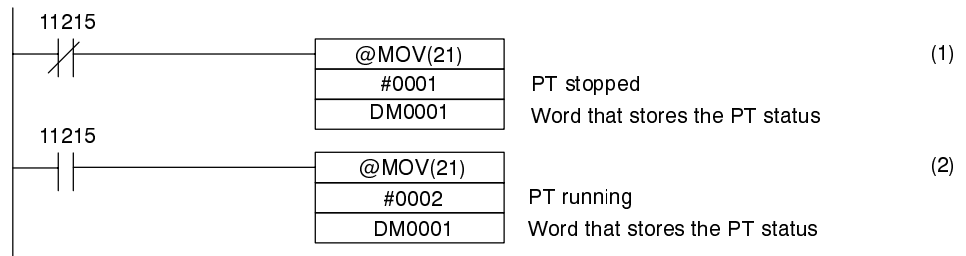 11215
@MOV(21) (1)
#0001 PT stopped
DM0001 Word that stores the PT status
11215
@MOV(21) (2)
#0002 PT running
DM0001 Word that stores the PT status